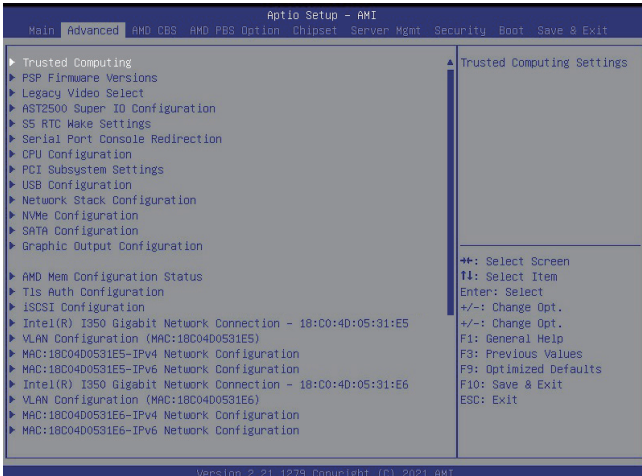 Aptio Setup - AMI
Main Advanced AMD CBS AMD PBS Option Chipset Server Mgmt Security Boot Save & Exit
Trusted Computing
PSP Firmware Versions
Legacy Video Select
AST2500 Super IO Configuration
S5 RTC Wake Settings
Serial Port Console Redirection
CPU Configuration
PCI Subsystem Settings
USB Configuration
Network Stack Configuration
NVMe Configuration
SATA Configuration
Graphic Output Configuration
AMD Mem Configuration Status
Tls Auth Configuration
iSCSI Configuration
Intel(R) I350 Gigabit Network Connection - 18:C0:4D:05:31:E5
VLAN Configuration (MAC:18C04D0531E5)
MAC:18C04D0531E5-IPv4 Network Configuration
MAC:18C04D0531E5-IPv6 Network Configuration
Intel(R) I350 Gigabit Network Connection - 18:C0:4D:05:31:E6
VLAN Configuration (MAC:18C04D0531E6)
MAC:18C04D0531E6-IPv4 Network Configuration
MAC:18C04D0531E6-IPv6 Network Configuration
Trusted Computing Settings
→←: Select Screen
↑↓: Select Item
Enter: Select
+/-: Change Opt.
+/-: Change Opt.
F1: General Help
F3: Previous Values
F9: Optimized Defaults
F10: Save & Exit
ESC: Exit
Version 2.21.1279 Copyright (C) 2021 AMI